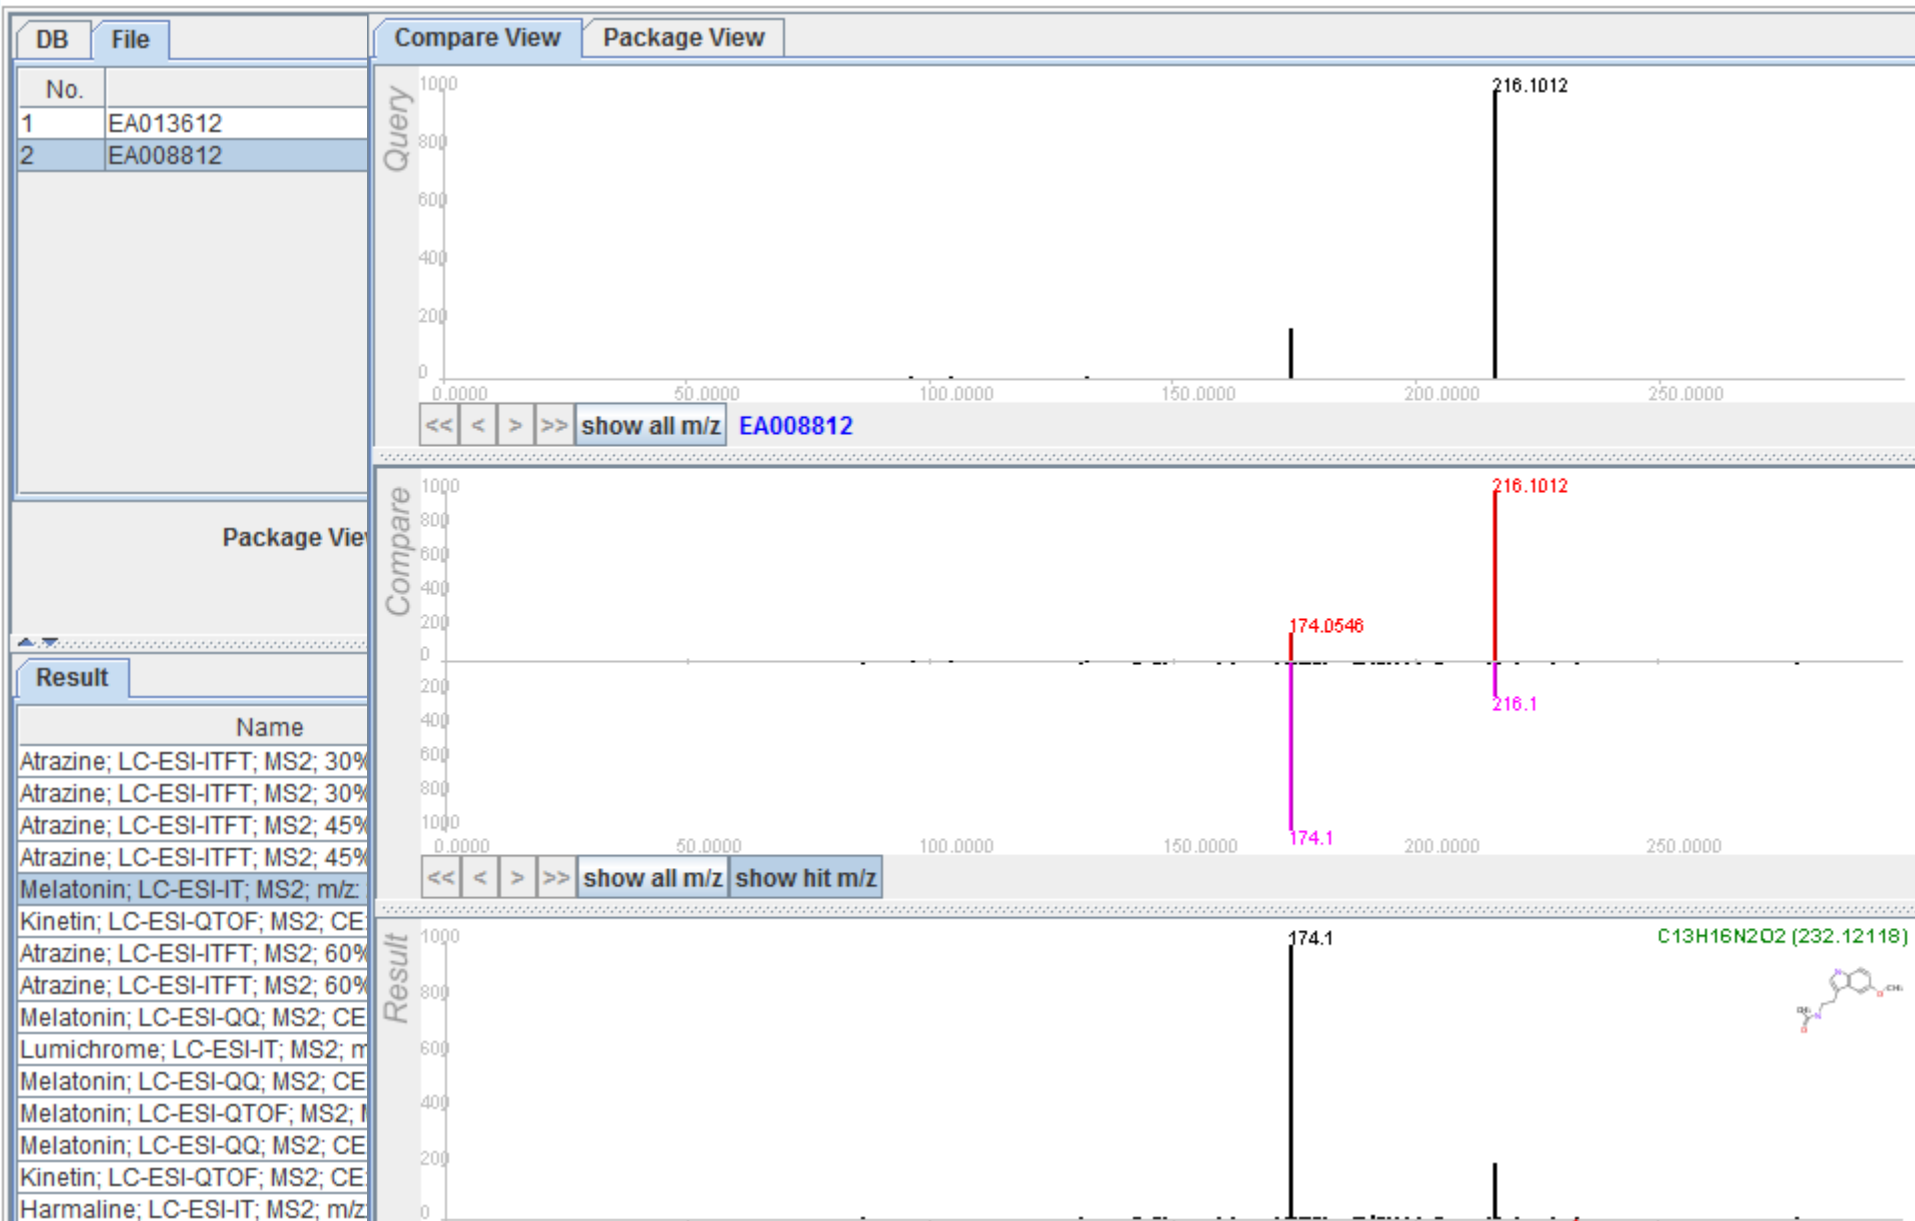 DB File
No.
1 EA013612
2 EA008812
Package Vie
Result
Name
Atrazine; LC-ESI-ITFT; MS2; 30%
Atrazine; LC-ESI-ITFT; MS2; 30%
Atrazine; LC-ESI-ITFT; MS2; 45%
Atrazine; LC-ESI-ITFT; MS2; 45%
Melatonin; LC-ESI-IT; MS2; m/z:
Kinetin; LC-ESI-QTOF; MS2; CE:
Atrazine; LC-ESI-ITFT; MS2; 60%
Atrazine; LC-ESI-ITFT; MS2; 60%
Melatonin; LC-ESI-QQ; MS2; CE
Lumichrome; LC-ESI-IT; MS2; m
Melatonin; LC-ESI-QQ; MS2; CE
Melatonin; LC-ESI-QTOF; MS2;
Melatonin; LC-ESI-QQ; MS2; CE
Kinetin; LC-ESI-QTOF; MS2; CE:
Harmaline; LC-ESI-IT; MS2; m/z
Compare View Package View
Query
1000
216.1012
800
600
400
200
0
0.0000 50.0000 100.0000 150.0000 200.0000 250.0000
<< < > >> show all m/z EA008812
Compare
1000
216.1012
800
600
400
200
174.0546
0
200
216.1
400
600
800
1000
174.1
0.0000 50.0000 100.0000 150.0000 200.0000 250.0000
<< < > >> show all m/z show hit m/z
Result
1000
174.1
C13H16N2O2 (232.12118)
800
600
400
200
0